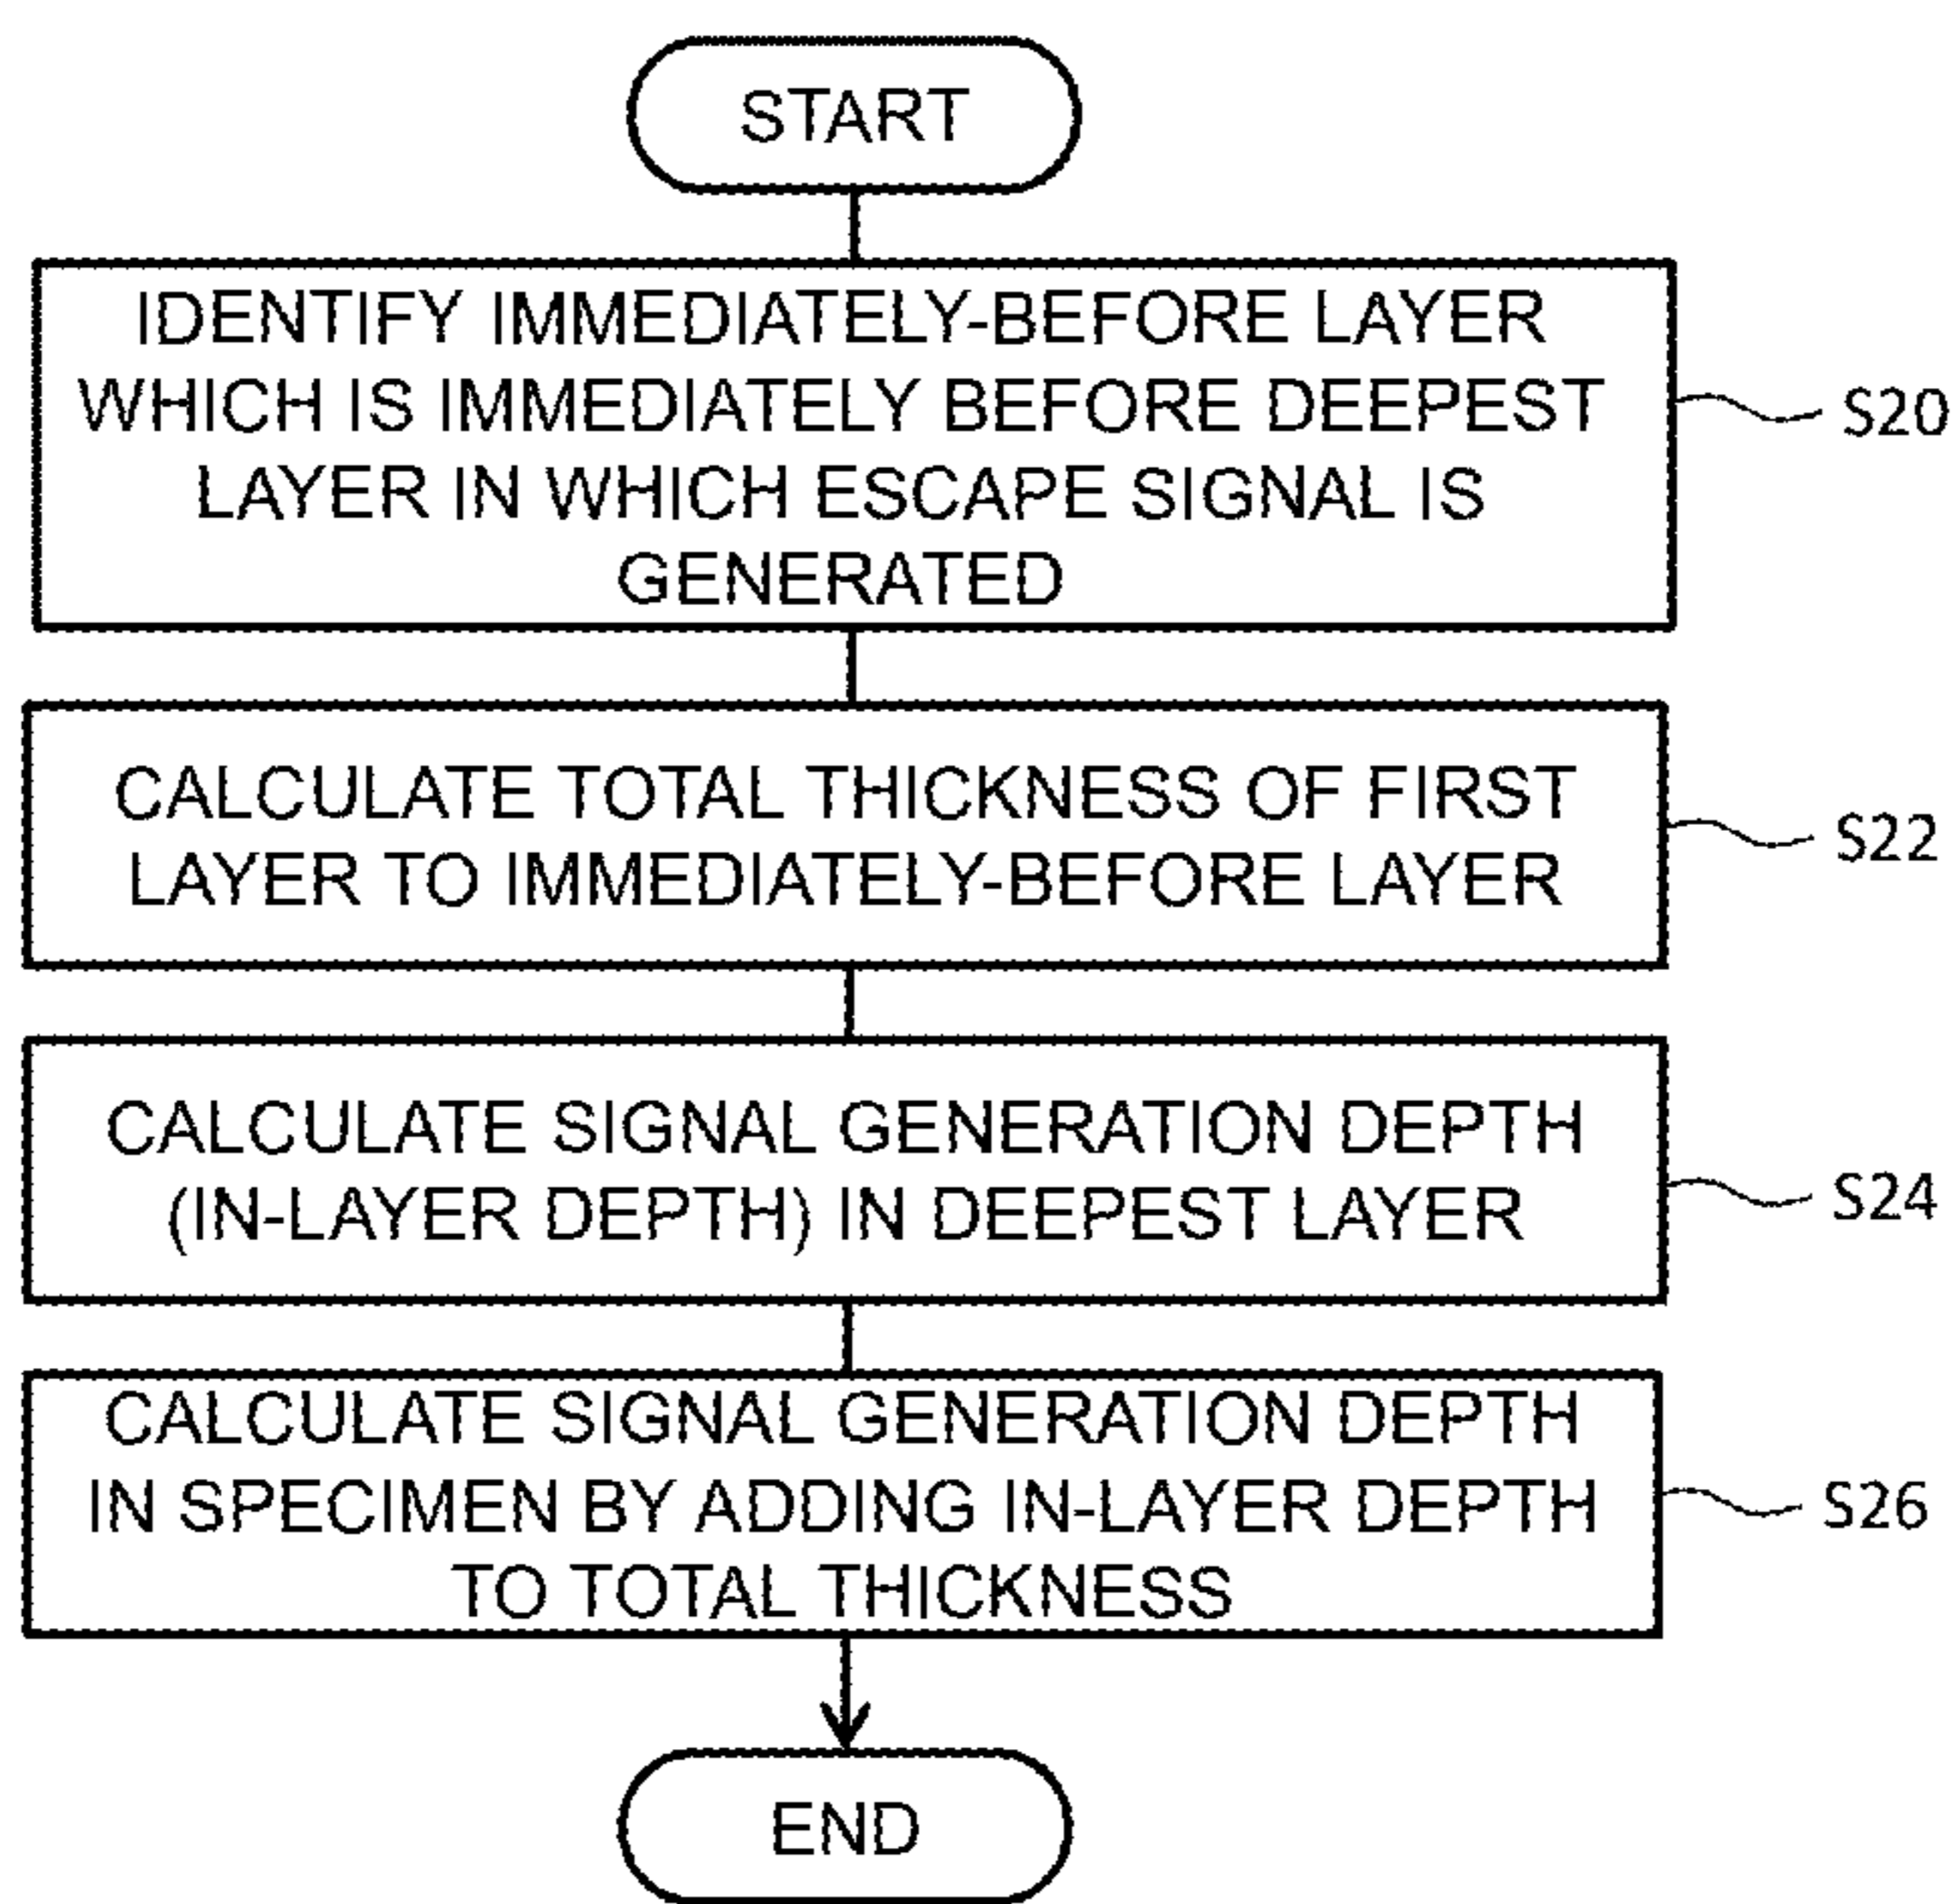 START
IDENTIFY IMMEDIATELY-BEFORE LAYER
WHICH IS IMMEDIATELY BEFORE DEEPEST
LAYER IN WHICH ESCAPE SIGNAL IS
GENERATED
S20
CALCULATE TOTAL THICKNESS OF FIRST
LAYER TO IMMEDIATELY-BEFORE LAYER
S22
CALCULATE SIGNAL GENERATION DEPTH
(IN-LAYER DEPTH) IN DEEPEST LAYER
S24
CALCULATE SIGNAL GENERATION DEPTH
IN SPECIMEN BY ADDING IN-LAYER DEPTH
TO TOTAL THICKNESS
S26
END